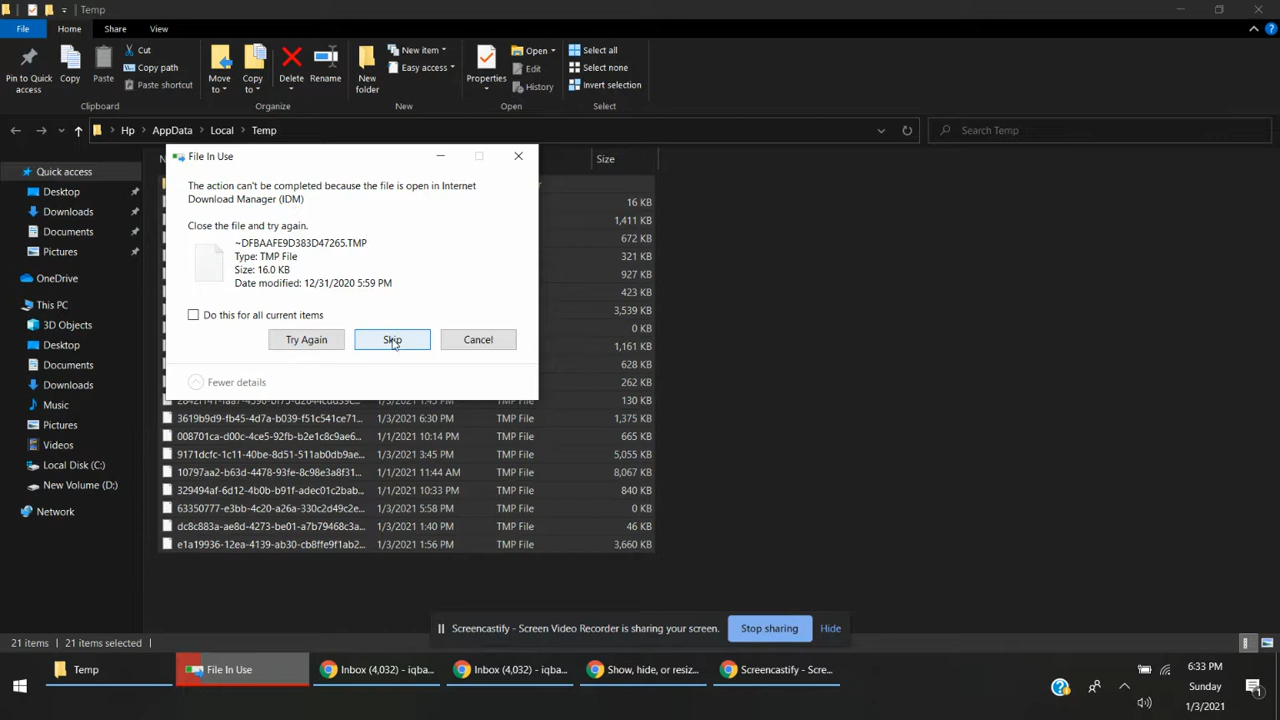 Temp
File Home Share View
Pin to Quick access
Copy
Paste
Cut
Copy path
Paste shortcut
Clipboard
Move to
Copy to
Delete
Rename
Organize
New folder
New item
Easy access
New
Properties
Open
Edit
History
Open
Select all
Select none
Invert selection
Select
Hp AppData Local Temp
Search Temp
Quick access
Desktop
Downloads
Documents
Pictures
OneDrive
This PC
3D Objects
Desktop
Documents
Downloads
Music
Pictures
Videos
Local Disk (C:)
New Volume (D:)
Network
File In Use
The action can't be completed because the file is open in Internet
Download Manager (IDM)
Close the file and try again.
~DFBAAFE9D383D47265.TMP
Type: TMP File
Size: 16.0 KB
Date modified: 12/31/2020 5:59 PM
Do this for all current items
Try Again Skip Cancel
Fewer details
Size
16 KB
1,411 KB
672 KB
321 KB
927 KB
423 KB
3,539 KB
0 KB
1,161 KB
628 KB
262 KB
130 KB
3619b9d9-fb45-4d7a-b039-f51c541ce71... 1/3/2021 6:30 PM TMP File 1,375 KB
008701ca-d00c-4ce5-92fb-b2e1c8c9ae6... 1/1/2021 10:14 PM TMP File 665 KB
9171dcfc-1c11-40be-8d51-511ab0db9ea... 1/3/2021 3:45 PM TMP File 5,055 KB
10797aa2-b63d-4478-93fe-8c98e3a8f31... 1/1/2021 11:44 AM TMP File 8,067 KB
329494af-6d12-4b0b-b91f-adec01c2bab... 1/1/2021 10:33 PM TMP File 840 KB
63350777-e3bb-4c20-a26a-330c2d49c2e... 1/3/2021 5:58 PM TMP File 0 KB
dc8c883a-ae8d-4273-be01-a7b79468c3a... 1/3/2021 1:40 PM TMP File 46 KB
e1a19936-12ea-4139-ab30-cb8ffe9f1ab2... 1/3/2021 1:56 PM TMP File 3,660 KB
Screencastify - Screen Video Recorder is sharing your screen. Stop sharing Hide
21 items 21 items selected
Temp
File In Use
Inbox (4,032) - iqba...
Inbox (4,032) - iqba...
Show, hide, or resiz...
Screencastify - Scre...
6:33 PM
Sunday
1/3/2021
1